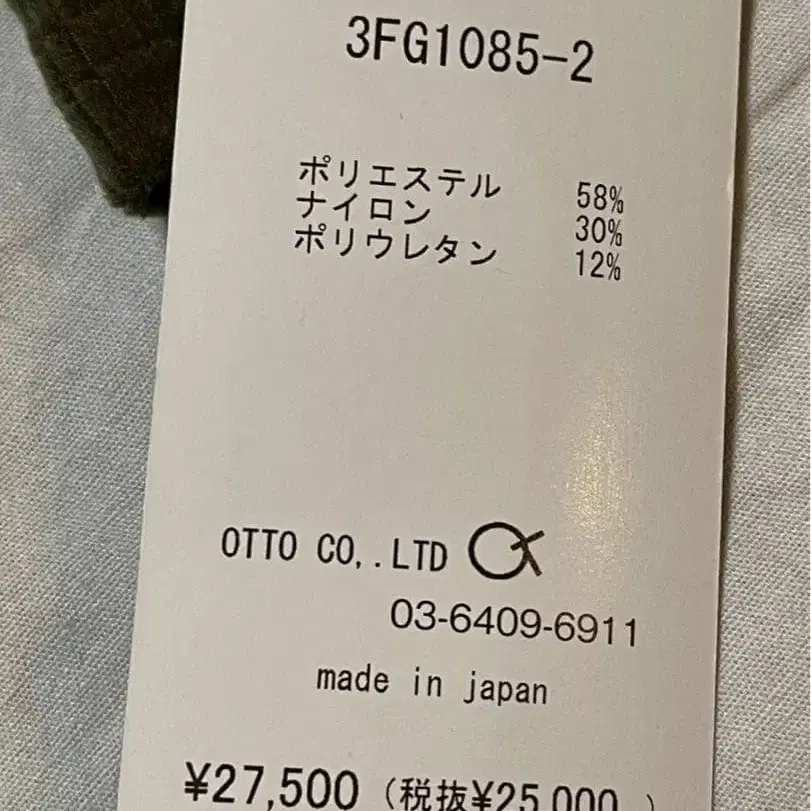 3FG1085-2
ポリエステル 58%
ナイロン 30%
ポリウレタン 12%
OTTO CO,.LTD
03-6409-6911
made in japan
¥27,500 (税抜¥25,000 )